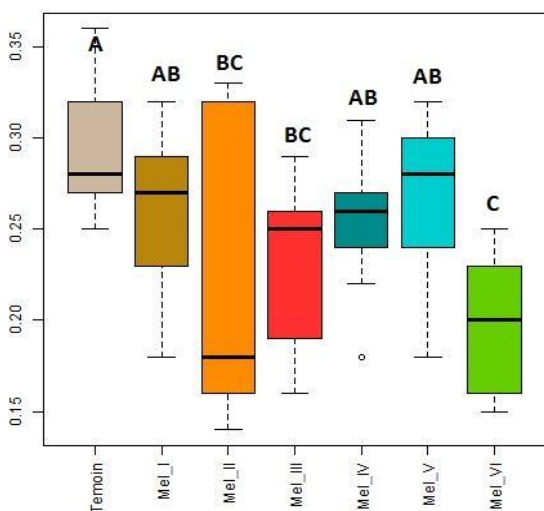 0.35
0.30
0.25
0.20
0.15
A
AB
BC
BC
AB
AB
C
Temoin
Mel_I
Mel_II
Mel_III
Mel_IV
Mel_V
Mel_VI